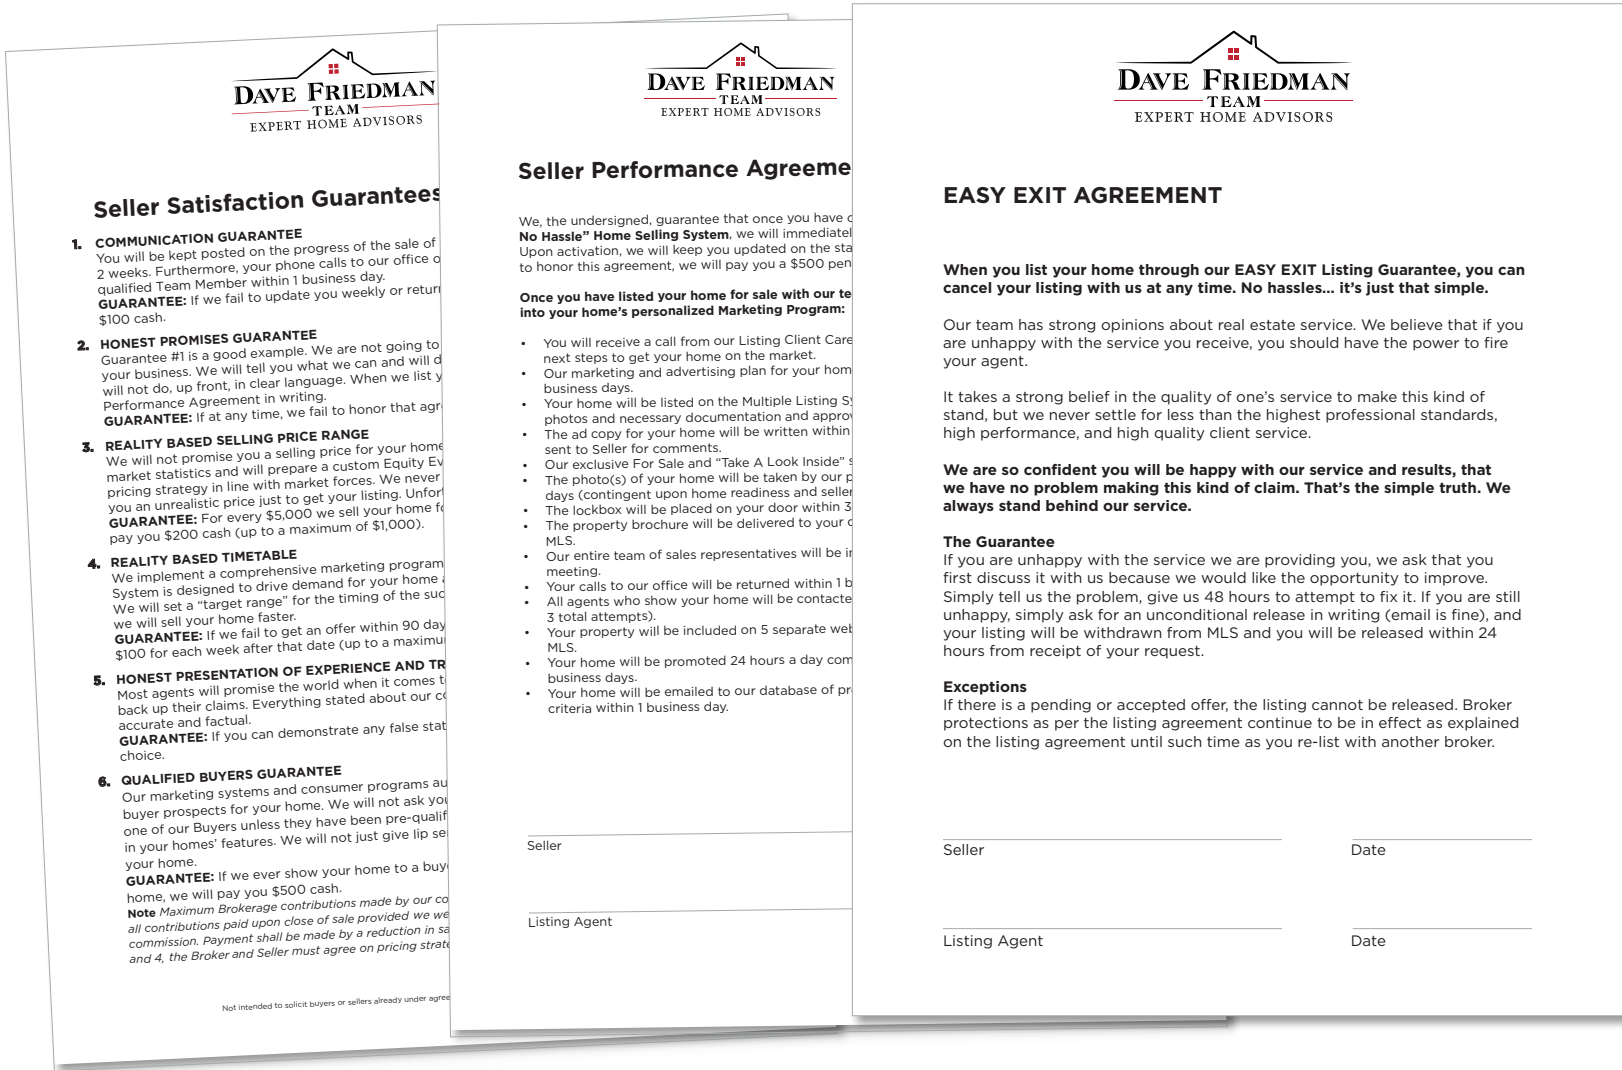 DAVE FRIEDMAN
TEAM
EXPERT HOME ADVISORS
Seller Satisfaction Guarantees
1. COMMUNICATION GUARANTEE
You will be kept posted on the progress of the sale of
2 weeks. Furthermore, your phone calls to our office
qualified Team Member within 1 business day.
GUARANTEE: If we fail to update you weekly or return
$100 cash.
2. HONEST PROMISES GUARANTEE
Guarantee #1 is a good example. We are not going to
your business. We will tell you what we can and will
will not do, up front, in clear language. When we list
Performance Agreement in writing.
GUARANTEE: If at any time, we fail to honor that
3. REALITY BASED SELLING PRICE RANGE
We will not promise you a selling price for your home
market statistics and will prepare a custom Equity
pricing strategy in line with market forces. We never
you an unrealistic price just to get your listing.
GUARANTEE: For every $5,000 we sell your home
pay you $200 cash (up to a maximum of $1,000).
4. REALITY BASED TIMETABLE
We implement a comprehensive marketing program
System is designed to drive demand for your home
We will set a “target range” for the timing of the
we will sell your home faster.
GUARANTEE: If we fail to get an offer within 90
$100 for each week after that date (up to a
5. HONEST PRESENTATION OF EXPERIENCE AND
Most agents will promise the world when it comes
back up their claims. Everything stated about our
accurate and factual.
GUARANTEE: If you can demonstrate any false
choice.
6. QUALIFIED BUYERS GUARANTEE
Our marketing systems and consumer programs
buyer prospects for your home. We will not ask
one of our Buyers unless they have been
in your homes’ features. We will not just give lip
your home.
GUARANTEE: If we ever show your home to a
home, we will pay you $500 cash.
Note Maximum Brokerage contributions made by our
all contributions paid upon close of sale provided we
commission. Payment shall be made by a reduction in
and 4, the Broker and Seller must agree on pricing
Not intended to solicit buyers or sellers already under
DAVE FRIEDMAN
TEAM
EXPERT HOME ADVISORS
Seller Performance
We, the undersigned, guarantee that once you have
No Hassle” Home Selling System, we will
Upon activation, we will keep you updated on the
to honor this agreement, we will pay you a $500
Once you have listed your home for sale with our
into your home’s personalized Marketing Program:
• You will receive a call from our Listing Client Care
next steps to get your home on the market.
• Our marketing and advertising plan for your
business days.
• Your home will be listed on the Multiple Listing
photos and necessary documentation and
• The ad copy for your home will be written within
sent to Seller for comments.
• Our exclusive For Sale and “Take A Look Inside”
• The photo(s) of your home will be taken by our
days (contingent upon home readiness and seller
• The lockbox will be placed on your door within 3
• The property brochure will be delivered to your
MLS.
• Our entire team of sales representatives will be
meeting.
• Your calls to our office will be returned within 1
• All agents who show your home will be
3 total attempts).
• Your property will be included on 5 separate
MLS.
• Your home will be promoted 24 hours a day
business days.
• Your home will be emailed to our database of
criteria within 1 business day.
Seller
Listing Agent
DAVE FRIEDMAN
TEAM
EXPERT HOME ADVISORS
EASY EXIT AGREEMENT
When you list your home through our EASY EXIT Listing Guarantee, you can
cancel your listing with us at any time. No hassles... it’s just that simple.
Our team has strong opinions about real estate service. We believe that if you
are unhappy with the service you receive, you should have the power to fire
your agent.
It takes a strong belief in the quality of one’s service to make this kind of
stand, but we never settle for less than the highest professional standards,
high performance, and high quality client service.
We are so confident you will be happy with our service and results, that
we have no problem making this kind of claim. That’s the simple truth. We
always stand behind our service.
The Guarantee
If you are unhappy with the service we are providing you, we ask that you
first discuss it with us because we would like the opportunity to improve.
Simply tell us the problem, give us 48 hours to attempt to fix it. If you are still
unhappy, simply ask for an unconditional release in writing (email is fine), and
your listing will be withdrawn from MLS and you will be released within 24
hours from receipt of your request.
Exceptions
If there is a pending or accepted offer, the listing cannot be released. Broker
protections as per the listing agreement continue to be in effect as explained
on the listing agreement until such time as you re-list with another broker.
Seller
Date
Listing Agent
Date